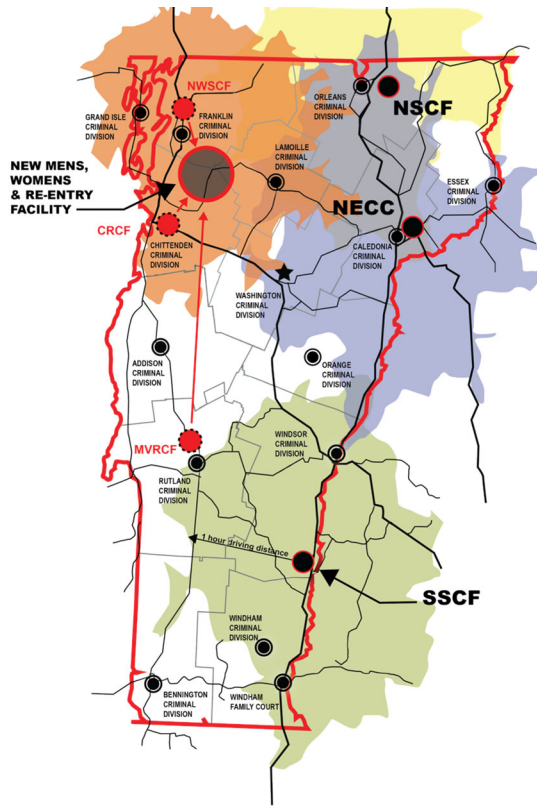 NWSCF
GRAND ISLE
CRIMINAL
DIVISION
FRANKLIN
CRIMINAL
DIVISION
ORLEANS
CRIMINAL
DIVISION
NSCF
NEW MENS,
WOMENS
& RE-ENTRY
FACILITY
LAMOILLE
CRIMINAL
DIVISION
ESSEX
CRIMINAL
DIVISION
NECC
CRCF
CHITTENDEN
CRIMINAL
DIVISION
CALEDONIA
CRIMINAL
DIVISION
WASHINGTON
CRIMINAL
DIVISION
ADDISON
CRIMINAL
DIVISION
ORANGE
CRIMINAL
DIVISION
MVRCF
WINDSOR
CRIMINAL
DIVISION
RUTLAND
CRIMINAL
DIVISION
1 hour driving distance
SSCF
WINDHAM
CRIMINAL
DIVISION
BENNINGTON
CRIMINAL
DIVISION
WINDHAM
FAMILY COURT